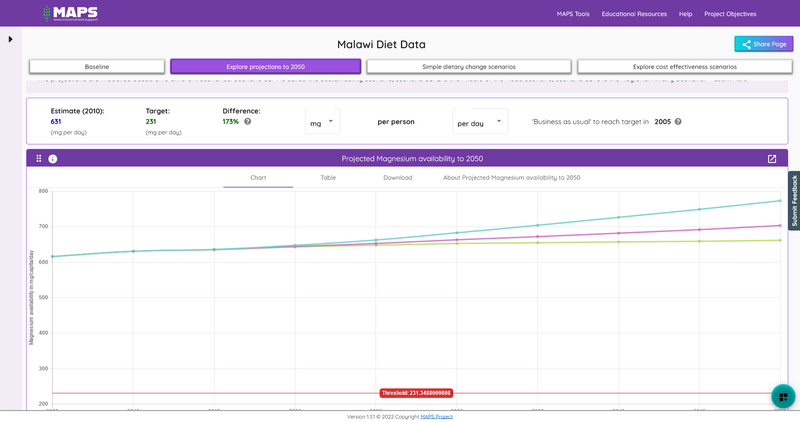 MAPS
www.micronutrient.support
MAPS Tools
Educational Resources
Help
Project Objectives
Malawi Diet Data
Share Page
Baseline
Explore projections to 2050
Simple dietary change scenarios
Explore cost effectiveness scenarios
Estimate (2010):
Target:
Difference:
631
231
173%
(mg per day)
(mg per day)
mg
per person
per day
'Business as usual' to reach target in 2005
Projected Magnesium availability to 2050
Chart
Table
Download
About Projected Magnesium availability to 2050
Submit Feedback
Magnesium availability in mg/capita/day
800
700
600
500
400
300
200
Threshold: 231.3488009808
Version 1.5.1 © 2022 Copyright MAPS Project